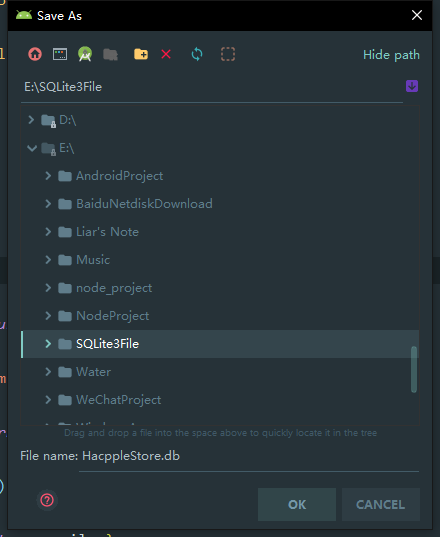 Save As
Hide path
E:\SQLite3File
D:\
E:\
AndroidProject
BaiduNetdiskDownload
Liar's Note
Music
node_project
NodeProject
SQLite3File
Water
WeChatProject
Drag and drop a file into the space above to quickly locate it in the tree
File name: HacppleStore.db
OK
CANCEL